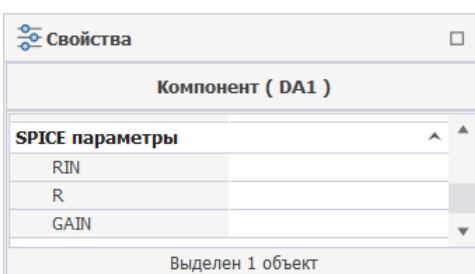 Свойства
Компонент ( DA1 )
SPICE параметры
RIN
R
GAIN
Выделен 1 объект